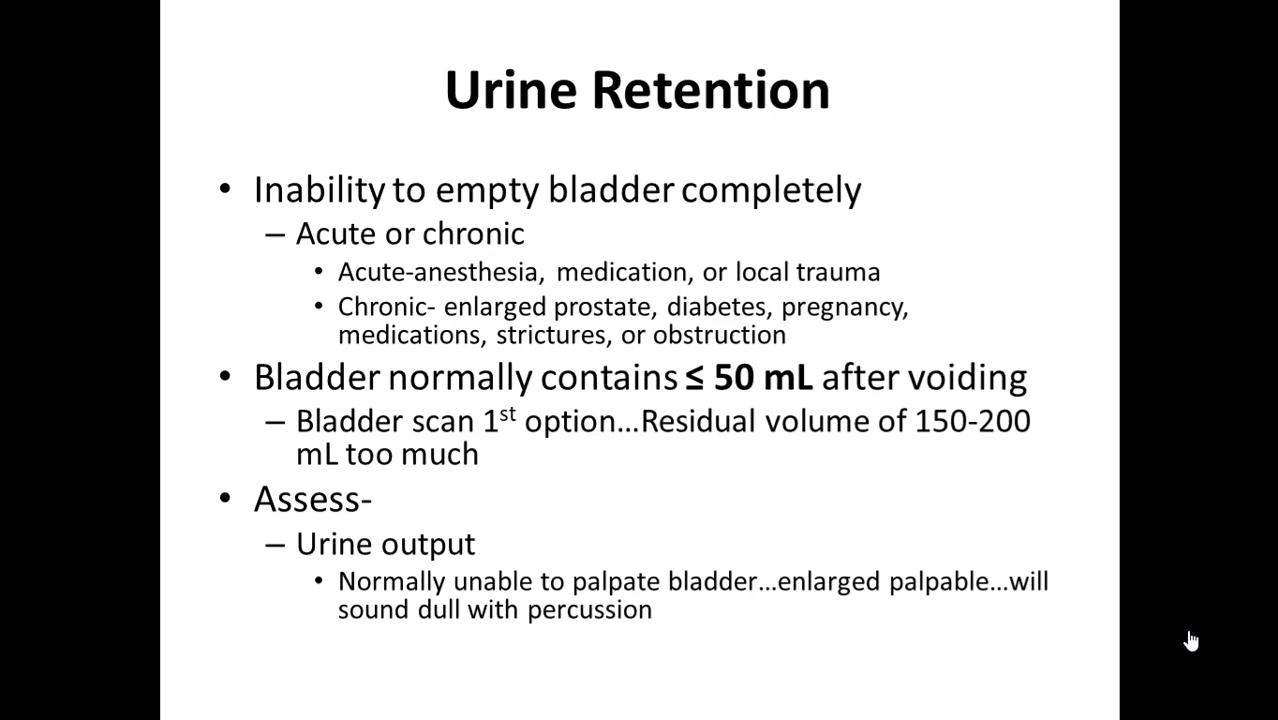 Urine Retention
• Inability to empty bladder completely
– Acute or chronic
• Acute-anesthesia, medication, or local trauma
• Chronic- enlarged prostate, diabetes, pregnancy,
medications, strictures, or obstruction
• Bladder normally contains ≤ 50 mL after voiding
– Bladder scan 1st option…Residual volume of 150-200
mL too much
• Assess-
– Urine output
• Normally unable to palpate bladder…enlarged palpable…will
sound dull with percussion